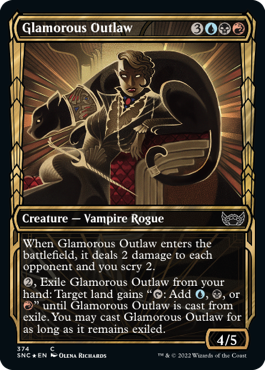 Glamorous Outlaw 3
Creature — Vampire Rogue
When Glamorous Outlaw enters the
battlefield, it deals 2 damage to each
opponent and you scry 2.
2, Exile Glamorous Outlaw from your
hand: Target land gains “: Add , , or
” until Glamorous Outlaw is cast from
exile. You may cast Glamorous Outlaw for
as long as it remains exiled.
4/5
374 C
SNC ★ EN OLENA RICHARDS ™ & © 2022 Wizards of the Coast